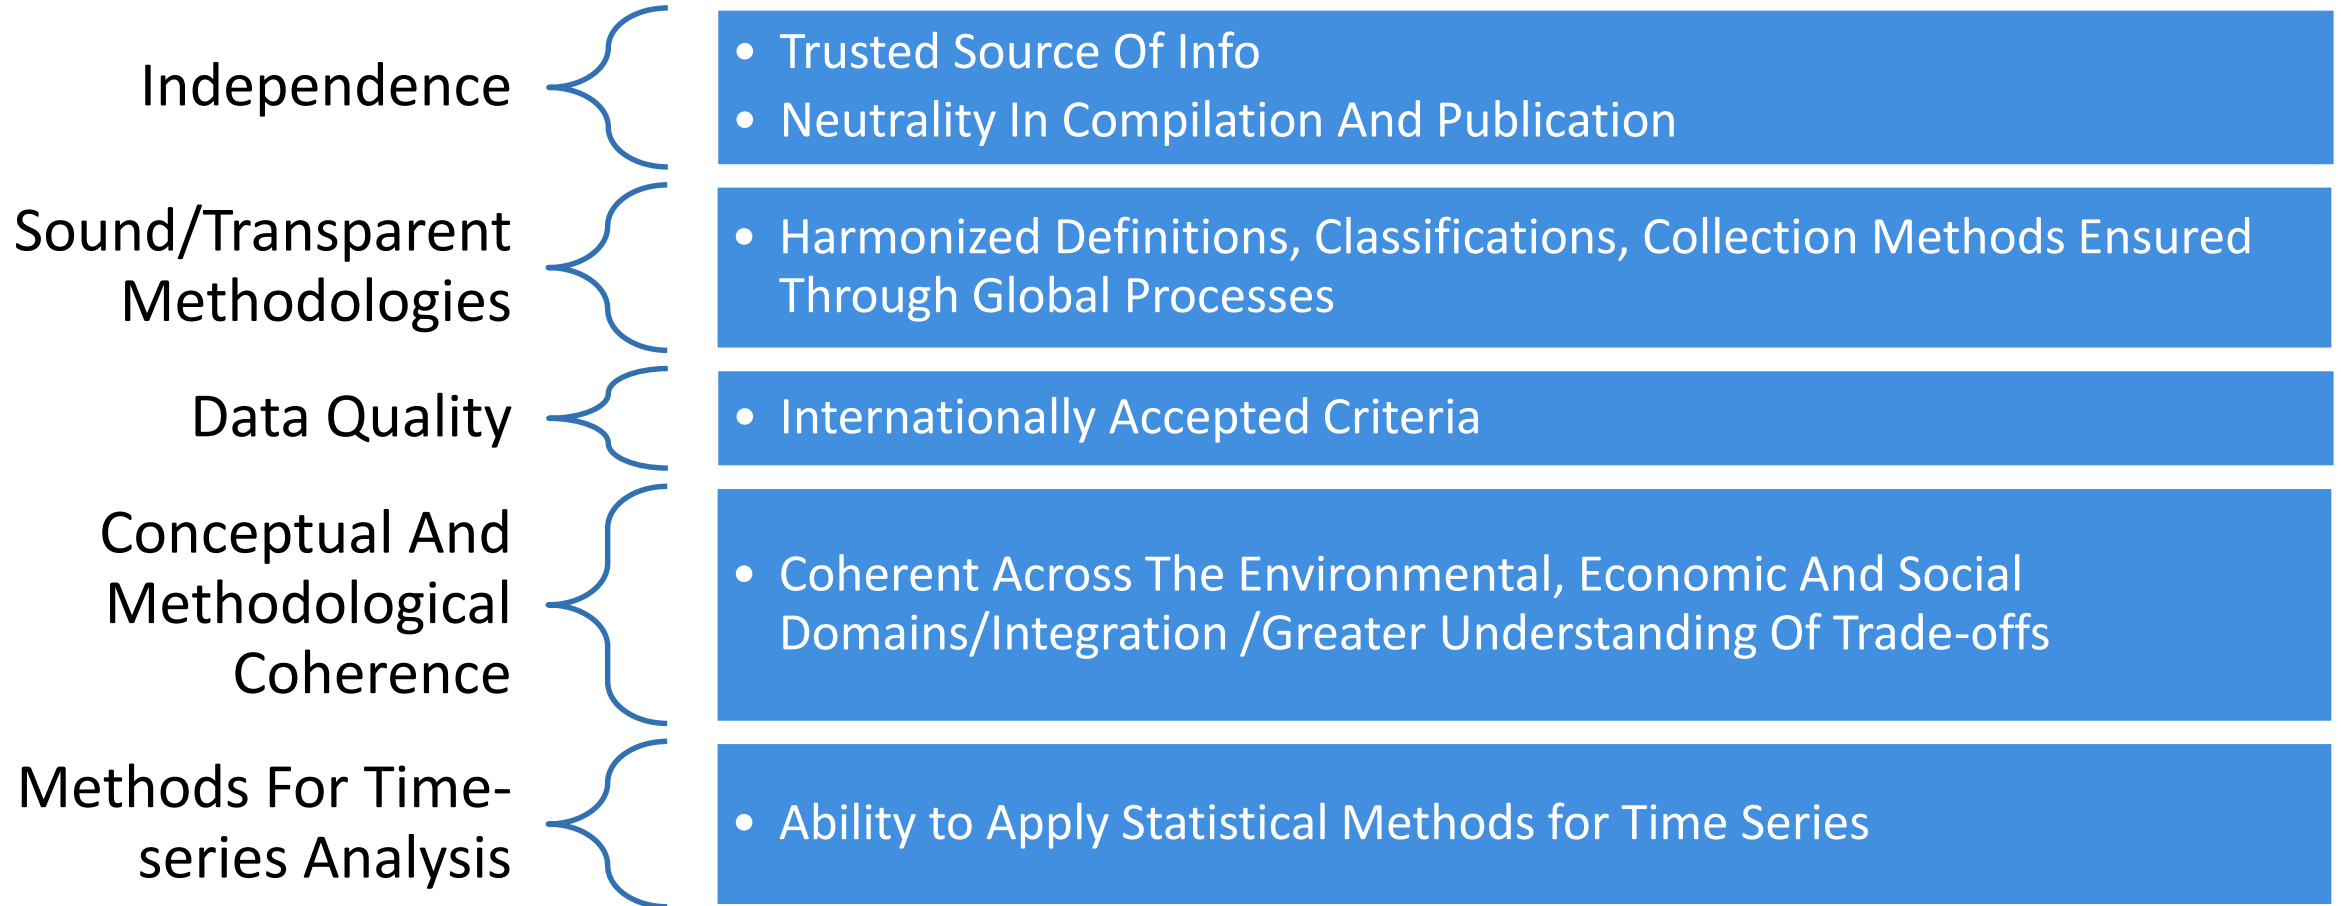 Independence
• Trusted Source Of Info
• Neutrality In Compilation And Publication
Sound/Transparent
Methodologies
• Harmonized Definitions, Classifications, Collection Methods Ensured
Through Global Processes
Data Quality
• Internationally Accepted Criteria
Conceptual And
Methodological
Coherence
• Coherent Across The Environmental, Economic And Social
Domains/Integration /Greater Understanding Of Trade-offs
Methods For Time-
series Analysis
• Ability to Apply Statistical Methods for Time Series